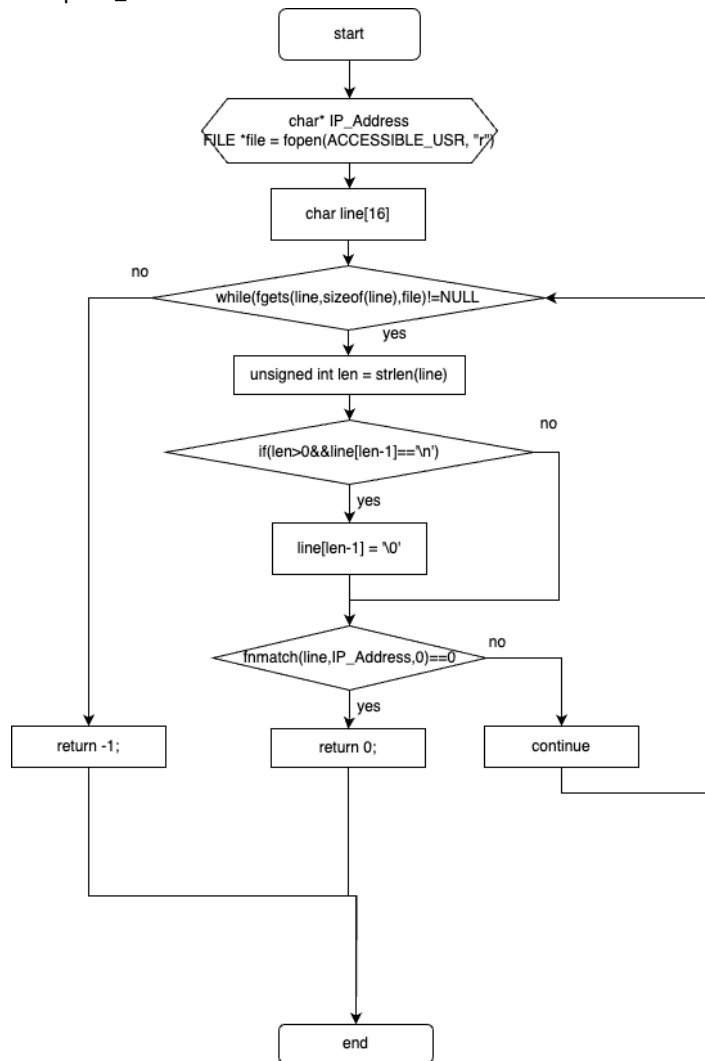 start
char* IP_Address
FILE *file = fopen(ACCESSIBLE_USR, "r")
char line[16]
no
while(fgets(line,sizeof(line),file)!=NULL
yes
unsigned int len = strlen(line)
no
if(len>0&&line[len-1]=='\n')
yes
line[len-1] = '\0'
no
fnmatch(line,IP_Address,0)==0
yes
return -1;
return 0;
continue
end